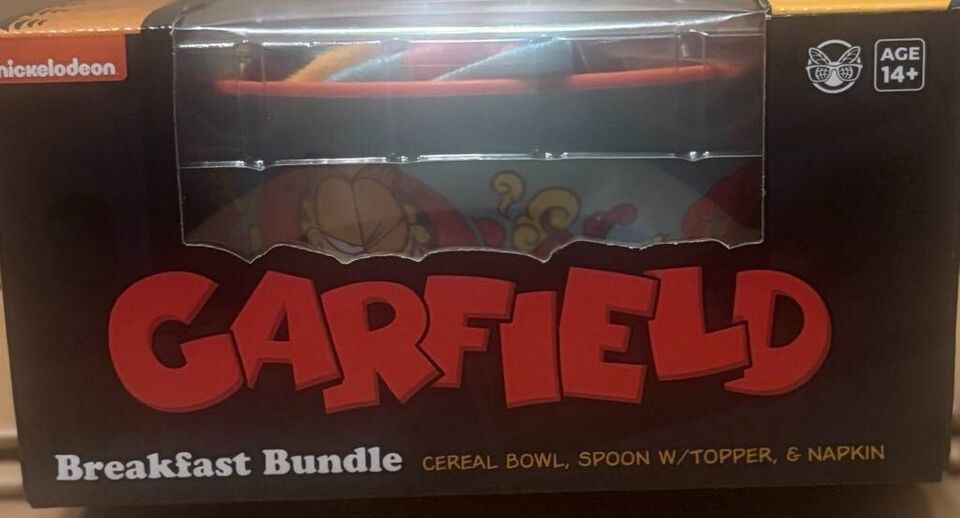 nickelodeon
AGE
14+
GARFIELD
Breakfast Bundle CEREAL BOWL, SPOON W/TOPPER, & NAPKIN